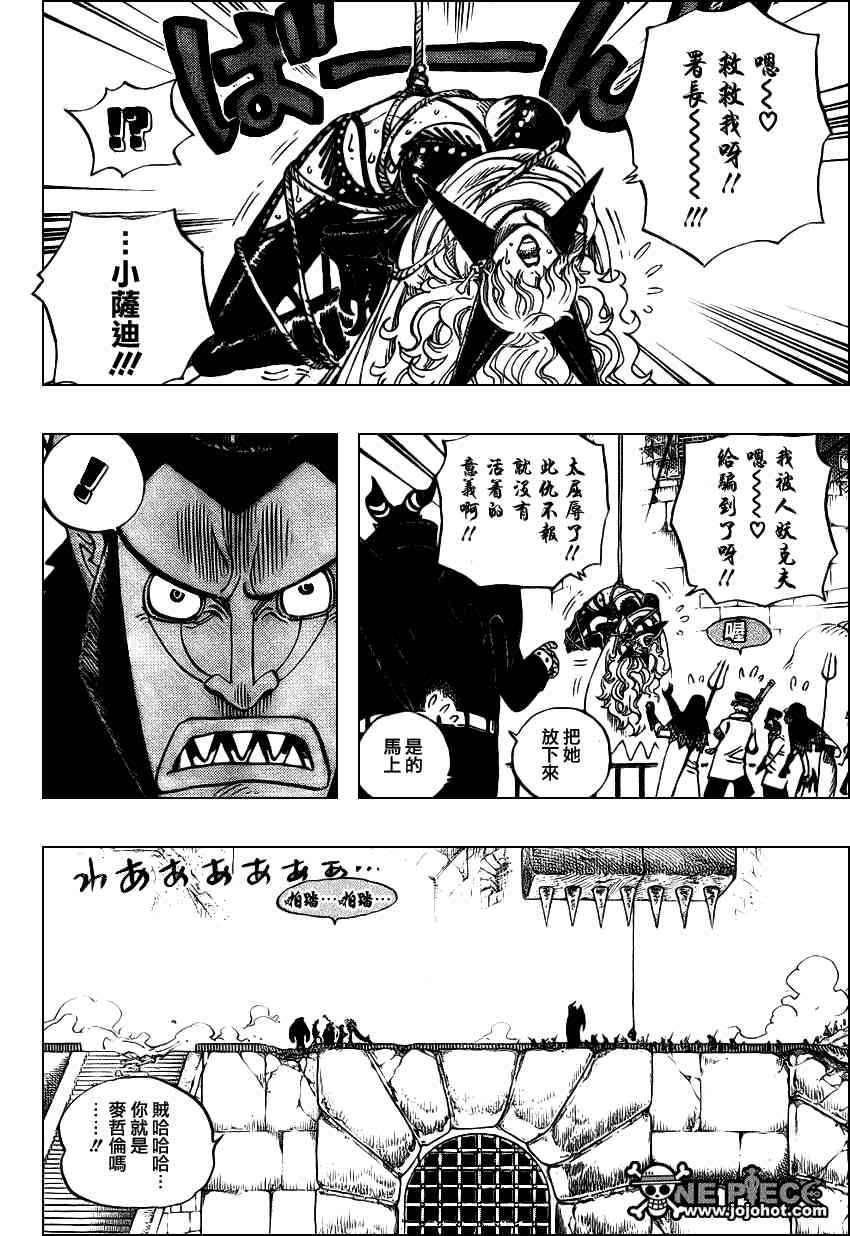 ばーーん
嗯～～♡
救救我呀!!
署長～～～～!!!
!?
…小薩迪!!!
我被人妖克夫
嗯～～～♡
給騙到了呀!!
太屈辱了!!
此仇不報
就沒有
活著的
意義啊!!
喔
把她
放下來
是的
馬上
!
わああああああ…
啪踏…啪踏…
賊哈哈哈…
你就是
麥哲倫嗎
……!!
ONE PIECE
www.jojohot.com